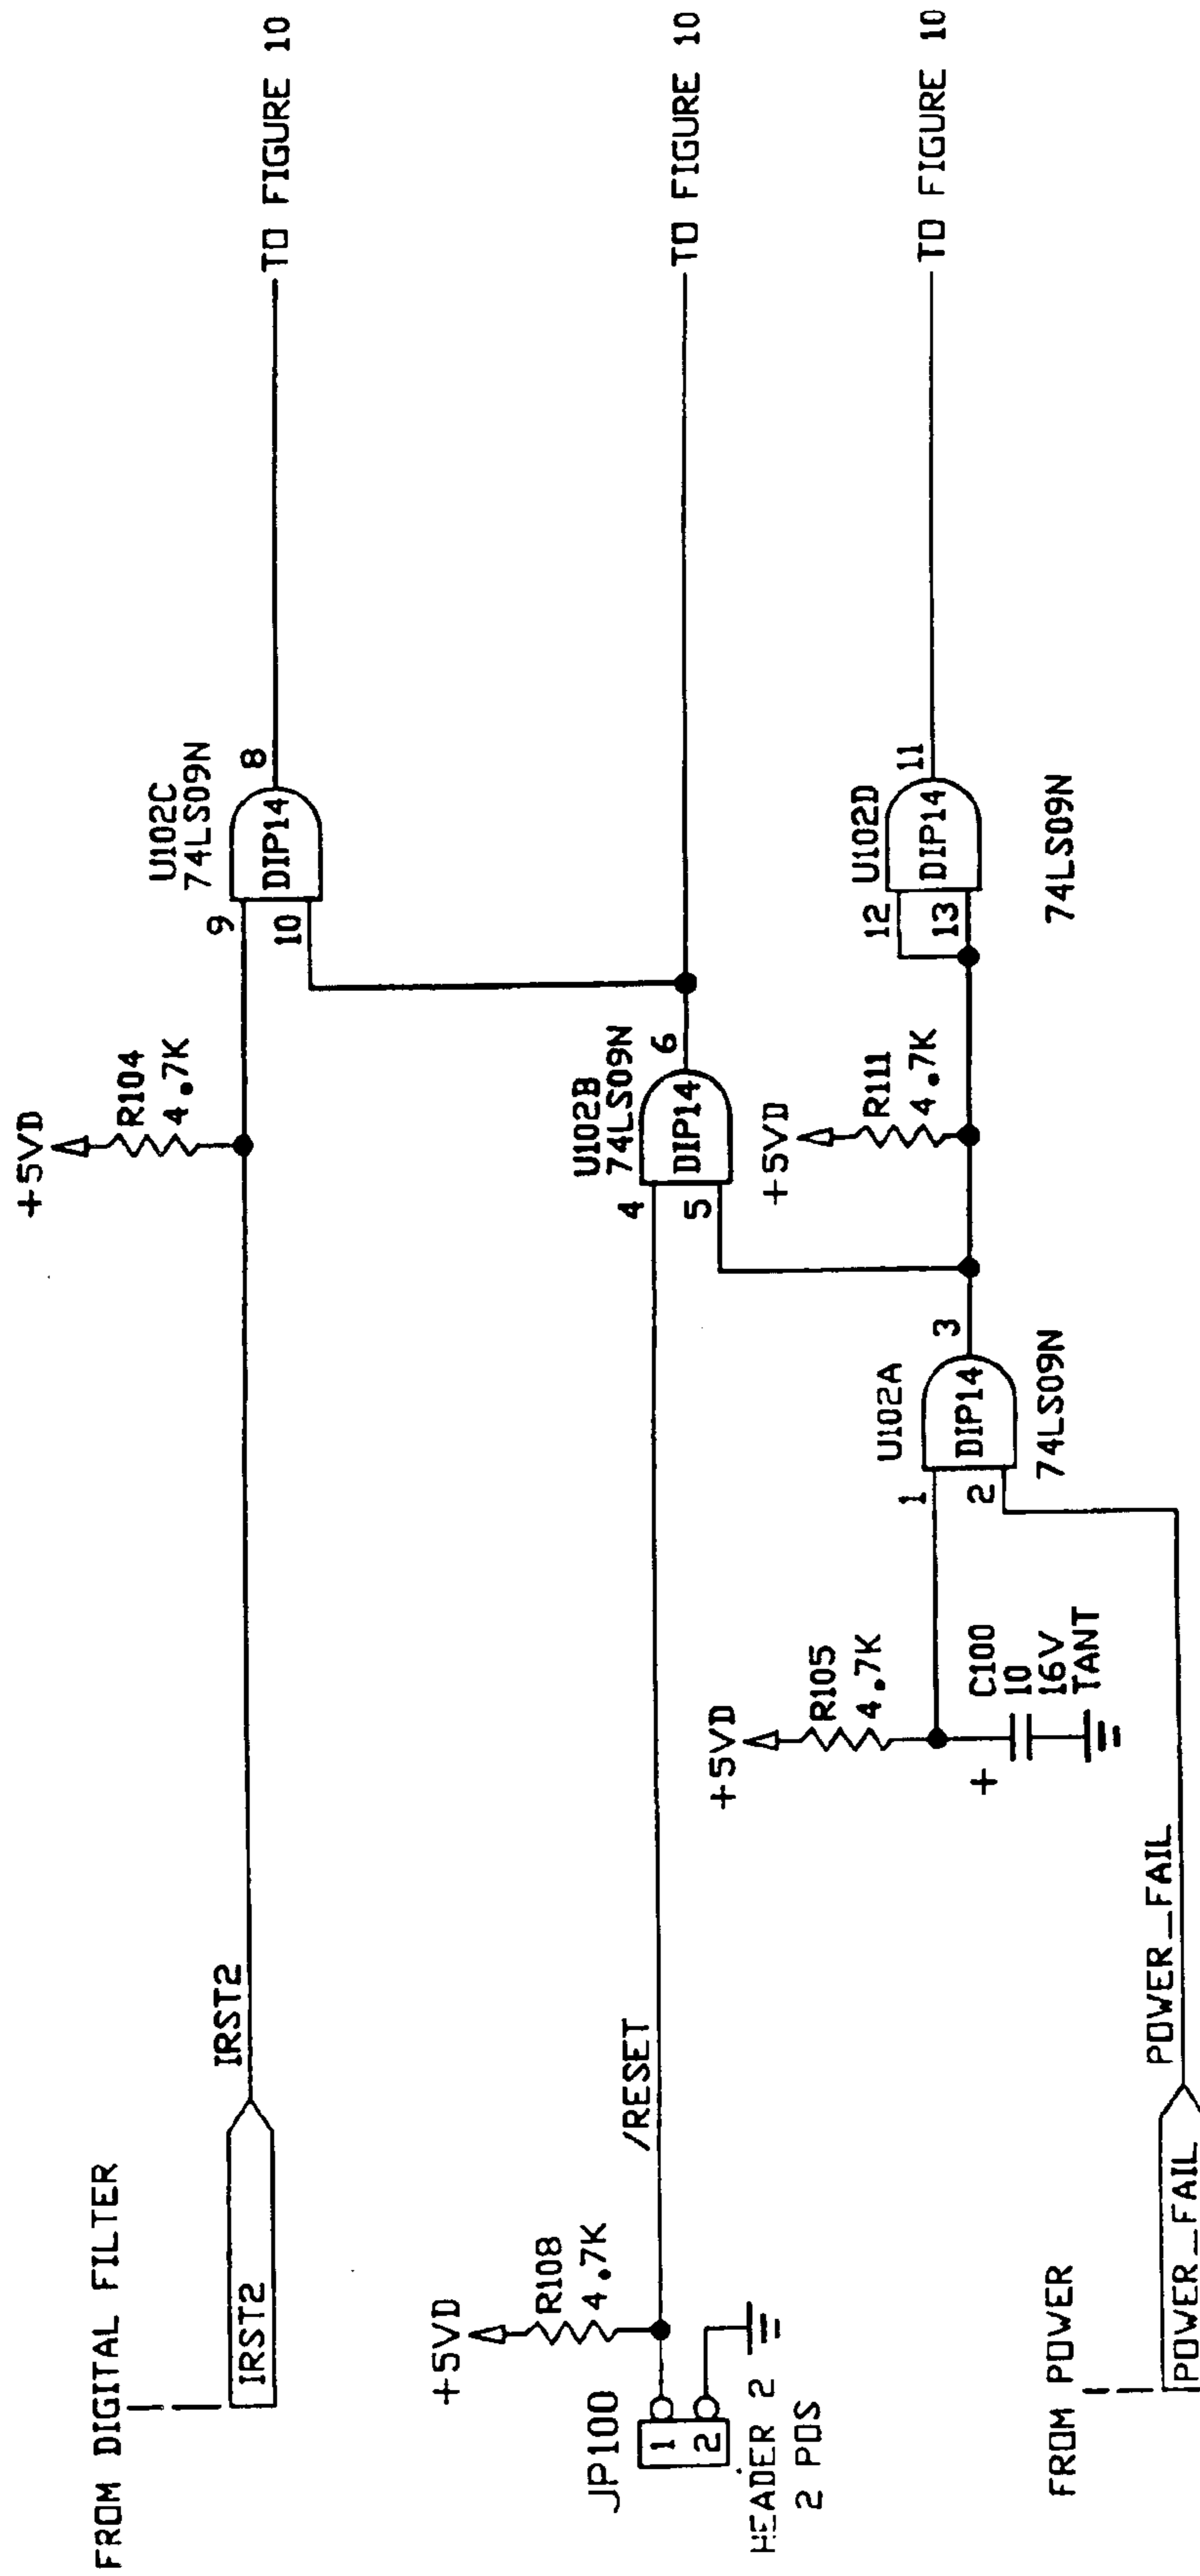 FROM DIGITAL FILTER
IRST2
IRST2
+5VD
R104
4.7K
U102C
74LS09N
9
10
DIP14
8
TO FIGURE 10
+5VD
R108
4.7K
JP100
1
2
HEADER 2
2 POS
/RESET
U102B
74LS09N
4
5
DIP14
6
TO FIGURE 10
+5VD
R105
4.7K
+
C100
10
16V
TANT
U102A
1
2
DIP14
3
74LS09N
+5VD
R111
4.7K
U102D
12
13
DIP14
11
74LS09N
TO FIGURE 10
FROM POWER
POWER_FAIL
POWER_FAIL